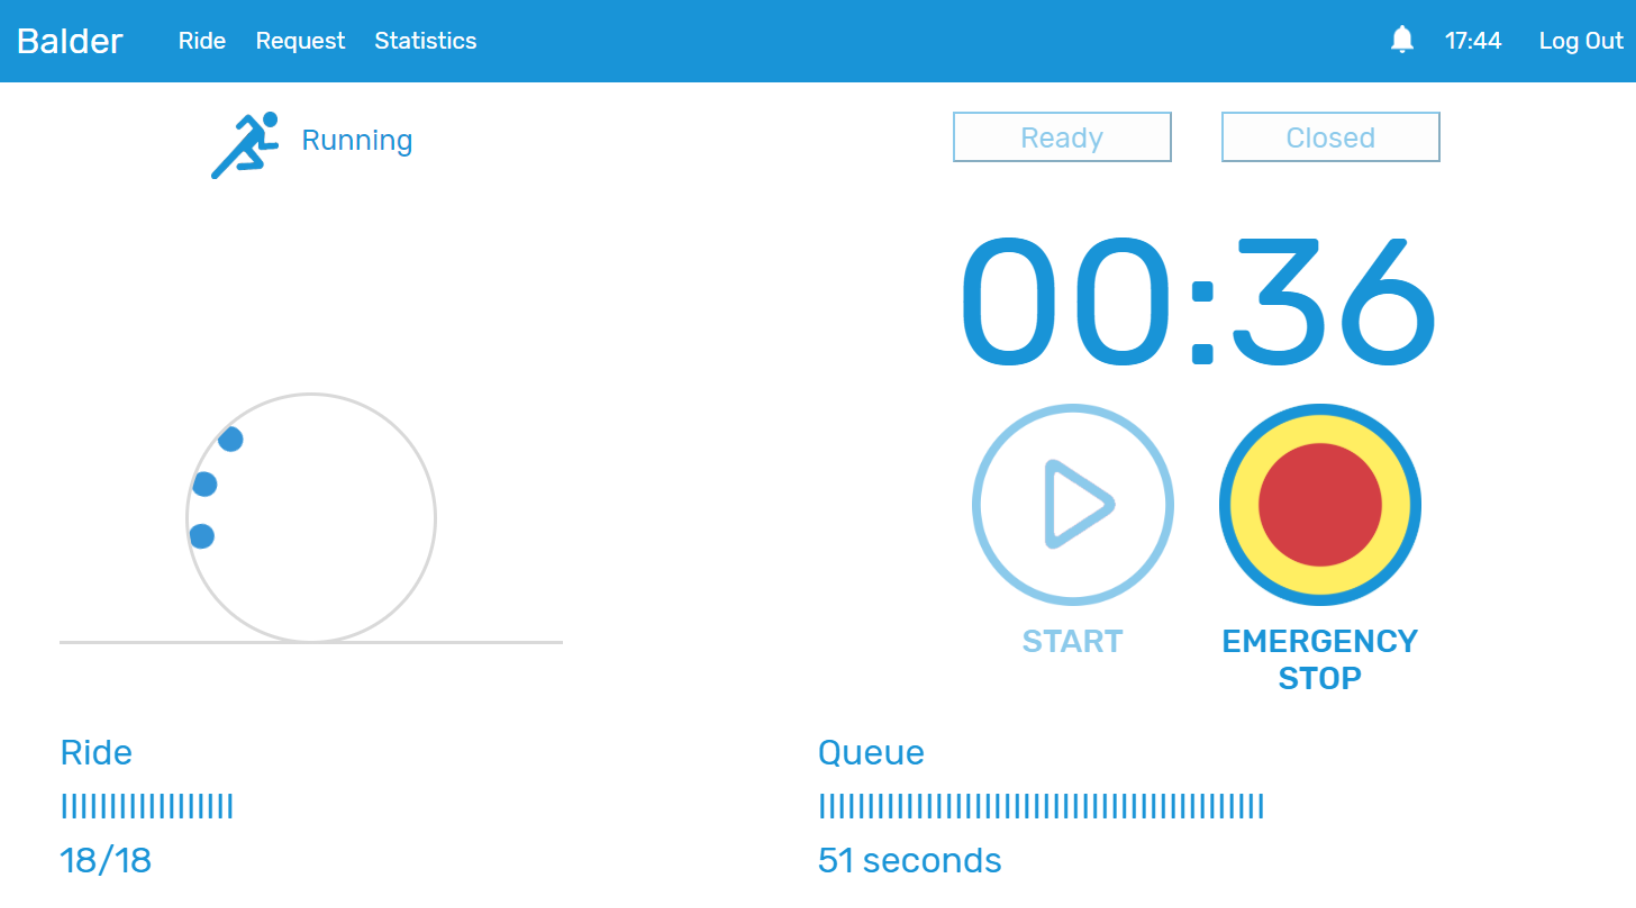 Balder Ride Request Statistics 17:44 Log Out
Running
Ready Closed
00:36
START
EMERGENCY
STOP
Ride
18/18
Queue
51 seconds